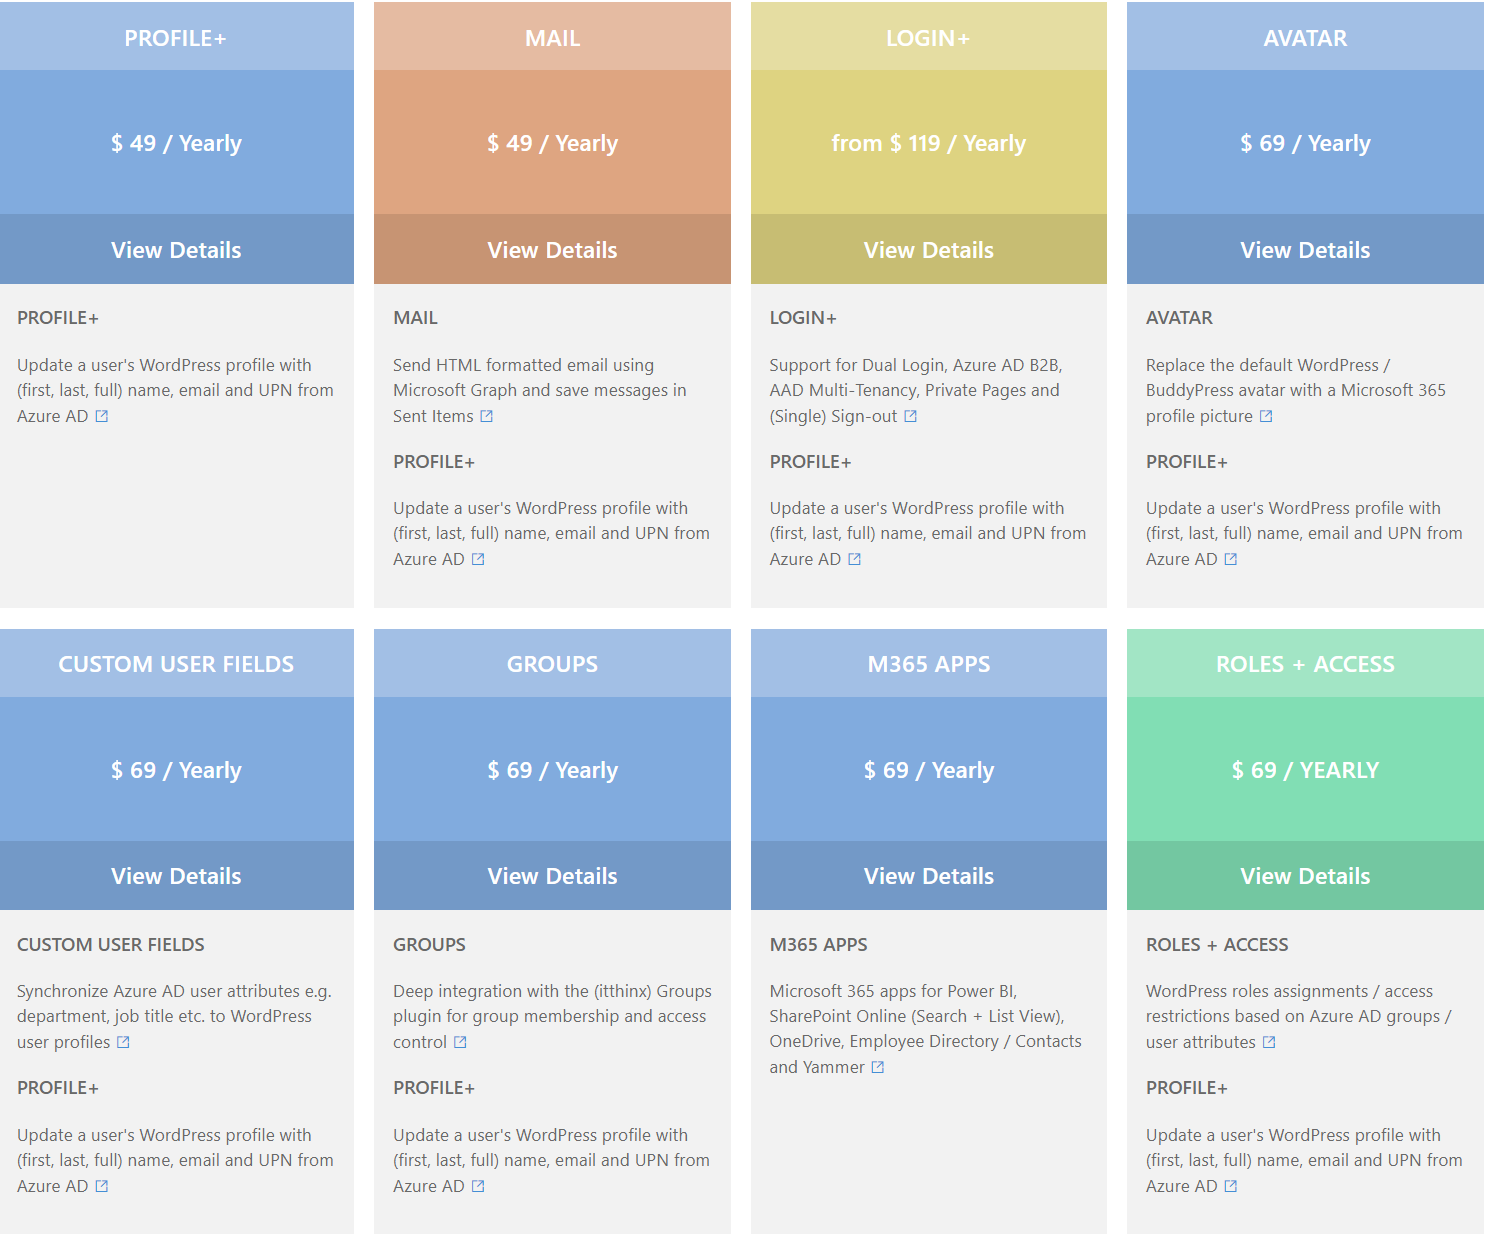 PROFILE+
$ 49 / Yearly
View Details
PROFILE+
Update a user's WordPress profile with
(first, last, full) name, email and UPN from
Azure AD
MAIL
$ 49 / Yearly
View Details
MAIL
Send HTML formatted email using
Microsoft Graph and save messages in
Sent Items
PROFILE+
Update a user's WordPress profile with
(first, last, full) name, email and UPN from
Azure AD
LOGIN+
from $ 119 / Yearly
View Details
LOGIN+
Support for Dual Login, Azure AD B2B,
AAD Multi-Tenancy, Private Pages and
(Single) Sign-out
PROFILE+
Update a user's WordPress profile with
(first, last, full) name, email and UPN from
Azure AD
AVATAR
$ 69 / Yearly
View Details
AVATAR
Replace the default WordPress /
BuddyPress avatar with a Microsoft 365
profile picture
PROFILE+
Update a user's WordPress profile with
(first, last, full) name, email and UPN from
Azure AD
CUSTOM USER FIELDS
$ 69 / Yearly
View Details
CUSTOM USER FIELDS
Synchronize Azure AD user attributes e.g.
department, job title etc. to WordPress
user profiles
PROFILE+
Update a user's WordPress profile with
(first, last, full) name, email and UPN from
Azure AD
GROUPS
$ 69 / Yearly
View Details
GROUPS
Deep integration with the (itthinx) Groups
plugin for group membership and access
control
PROFILE+
Update a user's WordPress profile with
(first, last, full) name, email and UPN from
Azure AD
M365 APPS
$ 69 / Yearly
View Details
M365 APPS
Microsoft 365 apps for Power BI,
SharePoint Online (Search + List View),
OneDrive, Employee Directory / Contacts
and Yammer
ROLES + ACCESS
$ 69 / YEARLY
View Details
ROLES + ACCESS
WordPress roles assignments / access
restrictions based on Azure AD groups /
user attributes
PROFILE+
Update a user's WordPress profile with
(first, last, full) name, email and UPN from
Azure AD